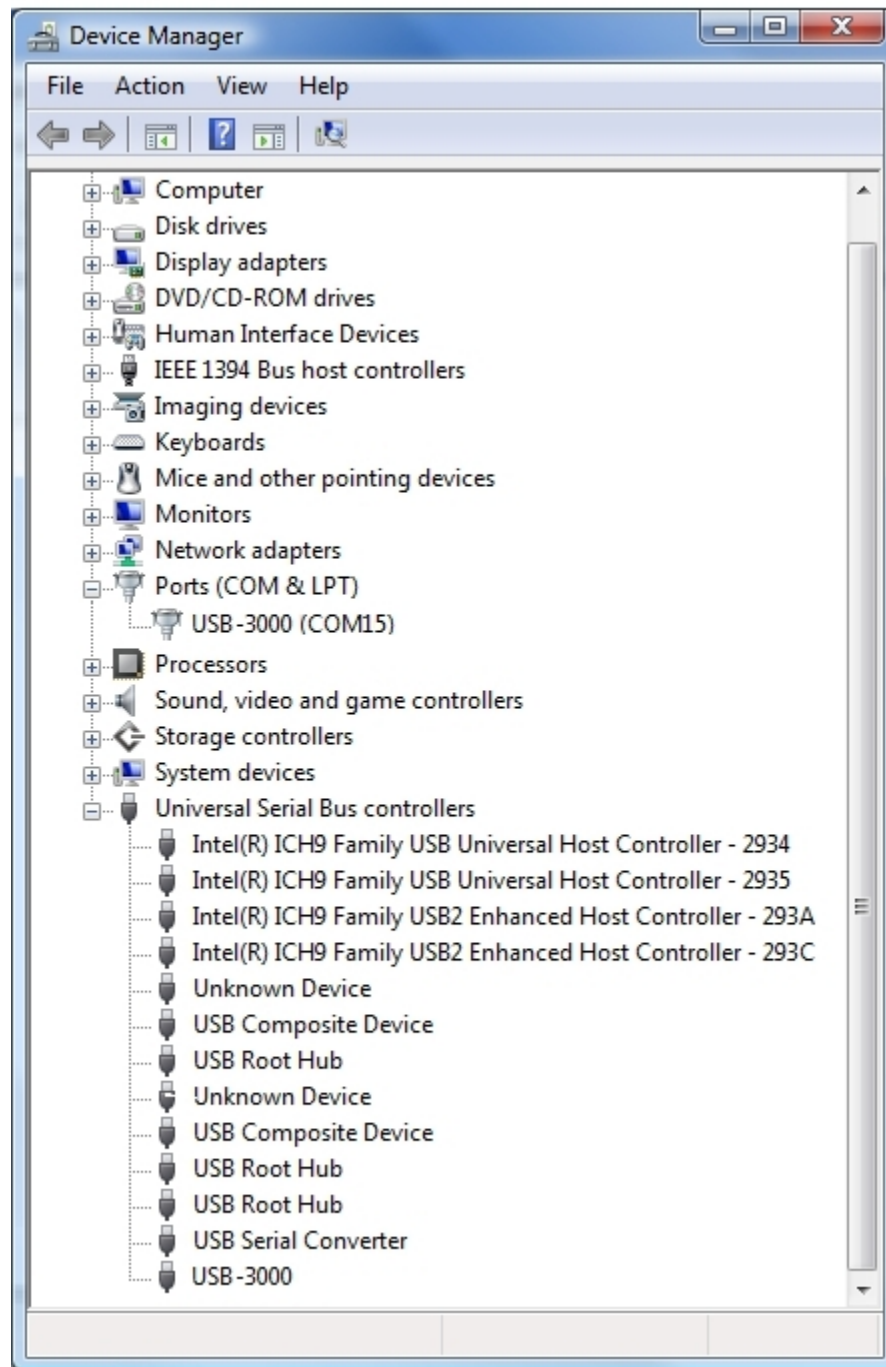 Device Manager
File Action View Help
Computer
Disk drives
Display adapters
DVD/CD-ROM drives
Human Interface Devices
IEEE 1394 Bus host controllers
Imaging devices
Keyboards
Mice and other pointing devices
Monitors
Network adapters
Ports (COM & LPT)
USB-3000 (COM15)
Processors
Sound, video and game controllers
Storage controllers
System devices
Universal Serial Bus controllers
Intel(R) ICH9 Family USB Universal Host Controller - 2934
Intel(R) ICH9 Family USB Universal Host Controller - 2935
Intel(R) ICH9 Family USB2 Enhanced Host Controller - 293A
Intel(R) ICH9 Family USB2 Enhanced Host Controller - 293C
Unknown Device
USB Composite Device
USB Root Hub
Unknown Device
USB Composite Device
USB Root Hub
USB Root Hub
USB Serial Converter
USB-3000